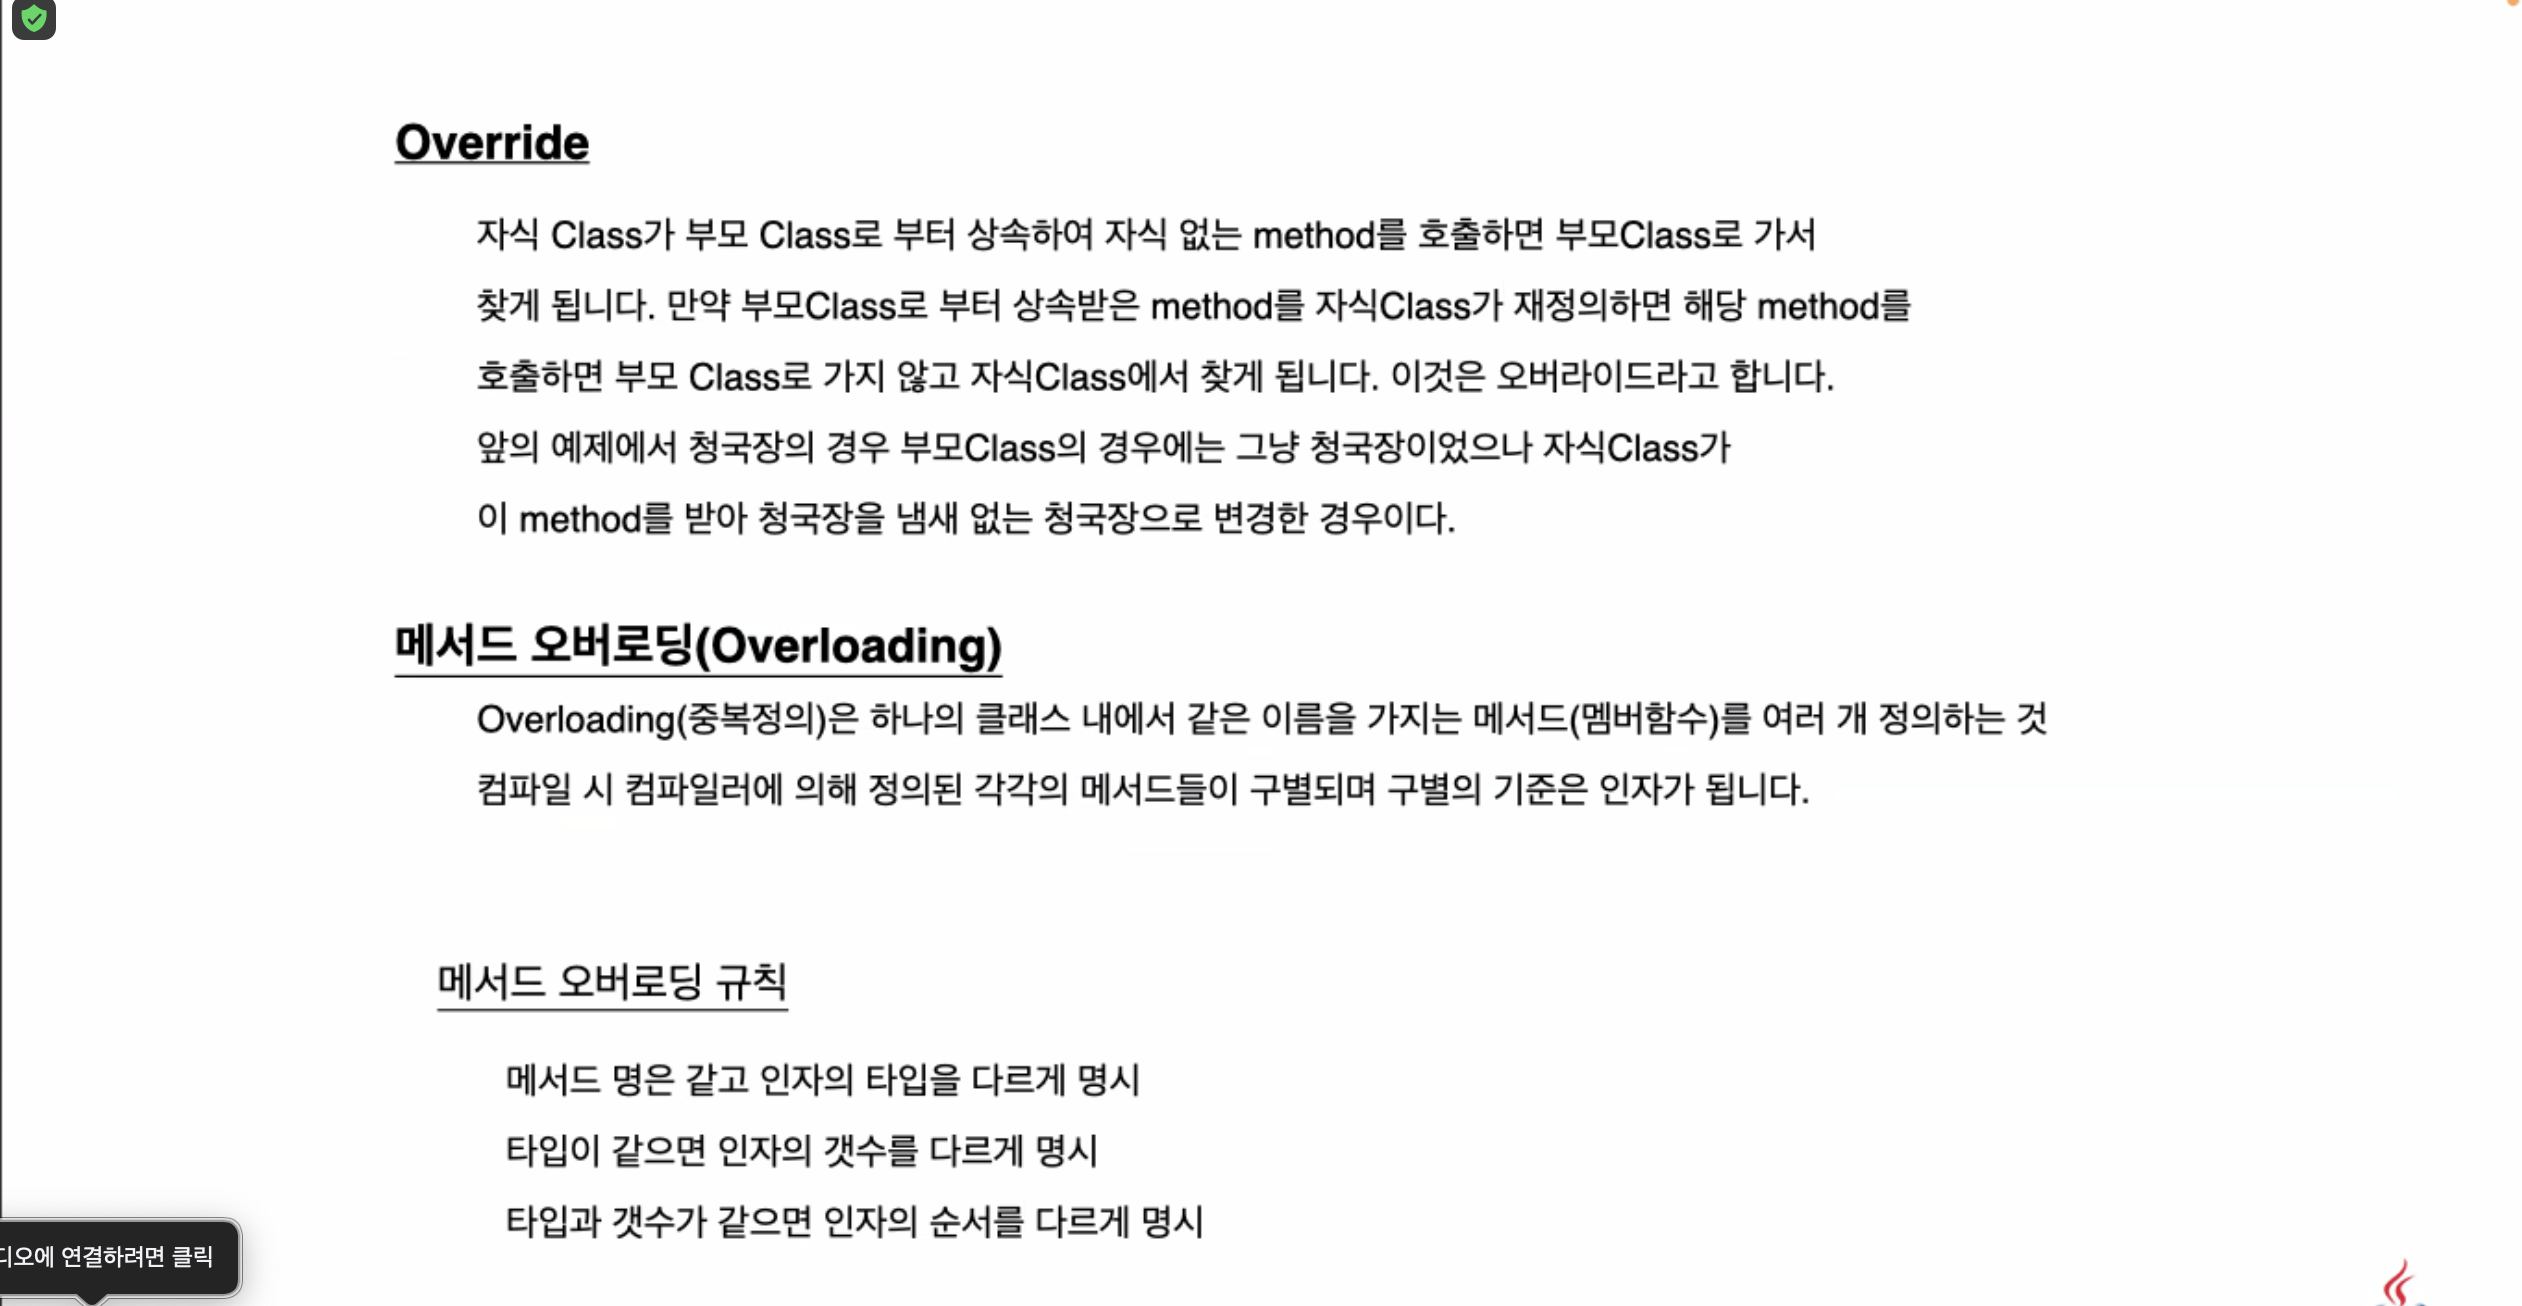 Override
자식 Class가 부모 Class로 부터 상속하여 자식 없는 method를 호출하면 부모Class로 가서
찾게 됩니다. 만약 부모Class로 부터 상속받은 method를 자식Class가 재정의하면 해당 method를
호출하면 부모 Class로 가지 않고 자식Class에서 찾게 됩니다. 이것은 오버라이드라고 합니다.
앞의 예제에서 청국장의 경우 부모Class의 경우에는 그냥 청국장이었으나 자식Class가
이 method를 받아 청국장을 냄새 없는 청국장으로 변경한 경우이다.
메서드 오버로딩(Overloading)
Overloading(중복정의)은 하나의 클래스 내에서 같은 이름을 가지는 메서드(멤버함수)를 여러 개 정의하는 것
컴파일 시 컴파일러에 의해 정의된 각각의 메서드들이 구별되며 구별의 기준은 인자가 됩니다.
메서드 오버로딩 규칙
메서드 명은 같고 인자의 타입을 다르게 명시
타입이 같으면 인자의 갯수를 다르게 명시
타입과 갯수가 같으면 인자의 순서를 다르게 명시
디오에 연결하려면 클릭